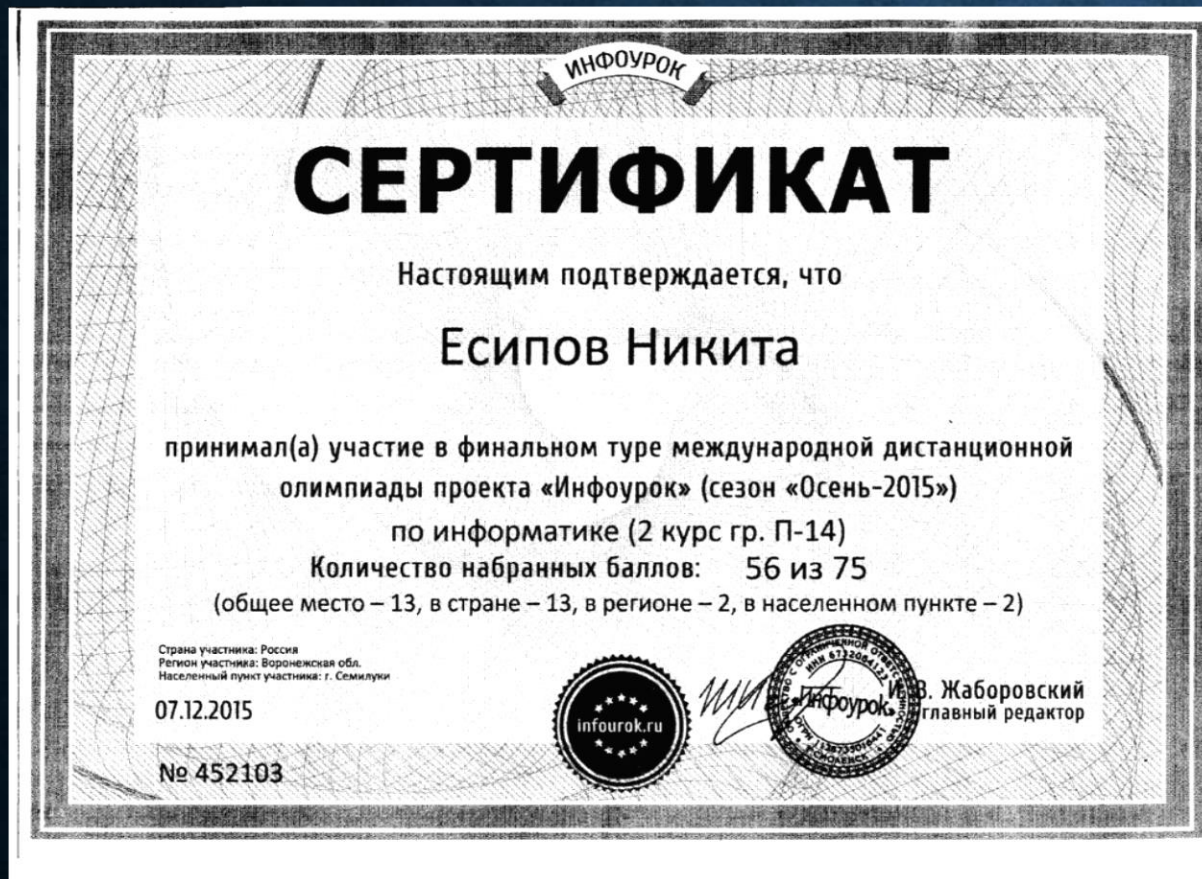 ИНФОУРОК
СЕРТИФИКАТ
Настоящим подтверждается, что
Есипов Никита
принимал(а) участие в финальном туре международной дистанционной
олимпиады проекта «Инфоурок» (сезон «Осень-2015»)
по информатике (2 курс гр. П-14)
Количество набранных баллов: 56 из 75
(общее место – 13, в стране – 13, в регионе – 2, в населенном пункте – 2)
Страна участника: Россия
Регион участника: Воронежская обл.
Населенный пункт участника: г. Семилуки
07.12.2015
№ 452103
infourok.ru
«Инфоурок»
В. Жаборовский
главный редактор